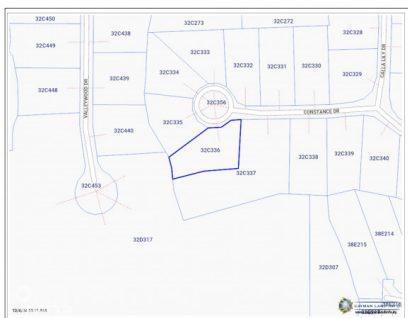 32C450
32C273
32C272
32C438
32C328
32C449
32C333
CALLA LILY DR
32C332
32C331
32C330
32C334
32C329
32C439
32C448
VALLEYWOOD DR
32C356
CONSTANCE DR
32C335
32C440
32C336
32C338
32C339
32C340
32C337
32C453
32D317
38E214
38E215
32D307